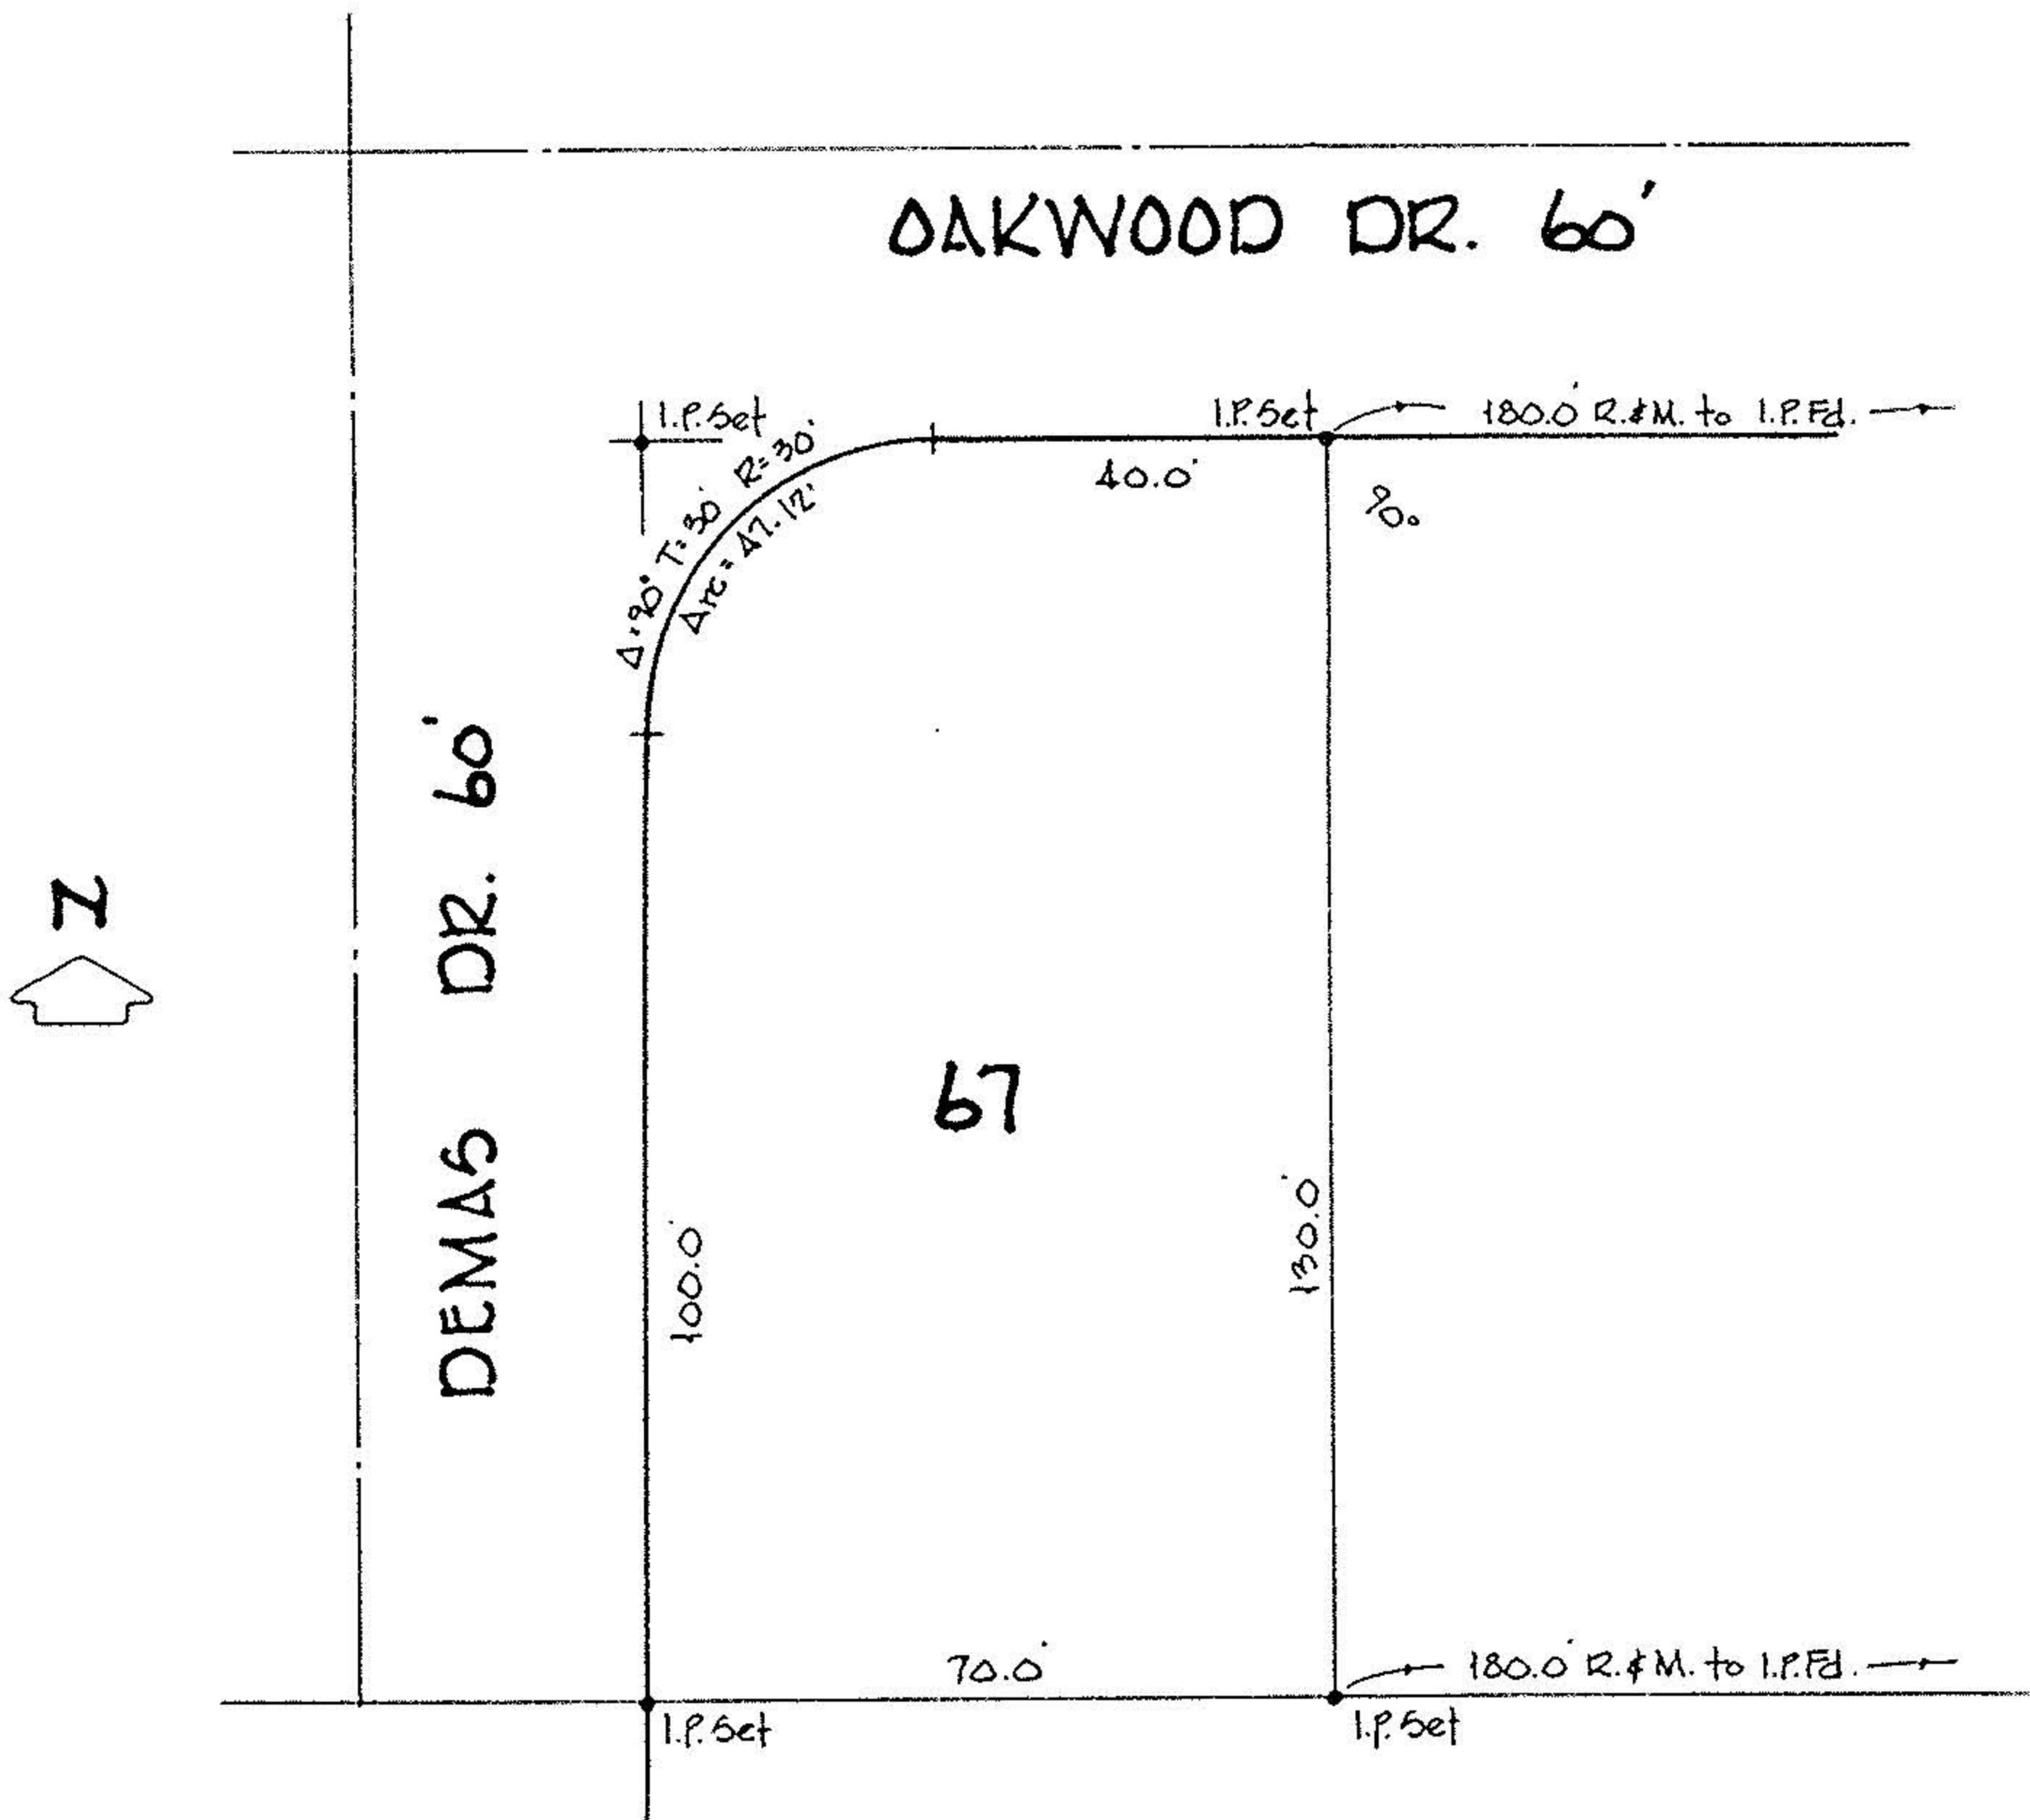 OAKWOOD DR. 60'
I.P. Set
I.P. Set
180.0' R.&M. to I.P. Fd.
Δ=90° T=30' R=30'
Arc = 47.12'
40.0'
90°
DEMAS DR. 60'
N
67
100.0'
130.0'
70.0'
180.0' R.&M. to I.P. Fd.
I.P. Set
I.P. Set